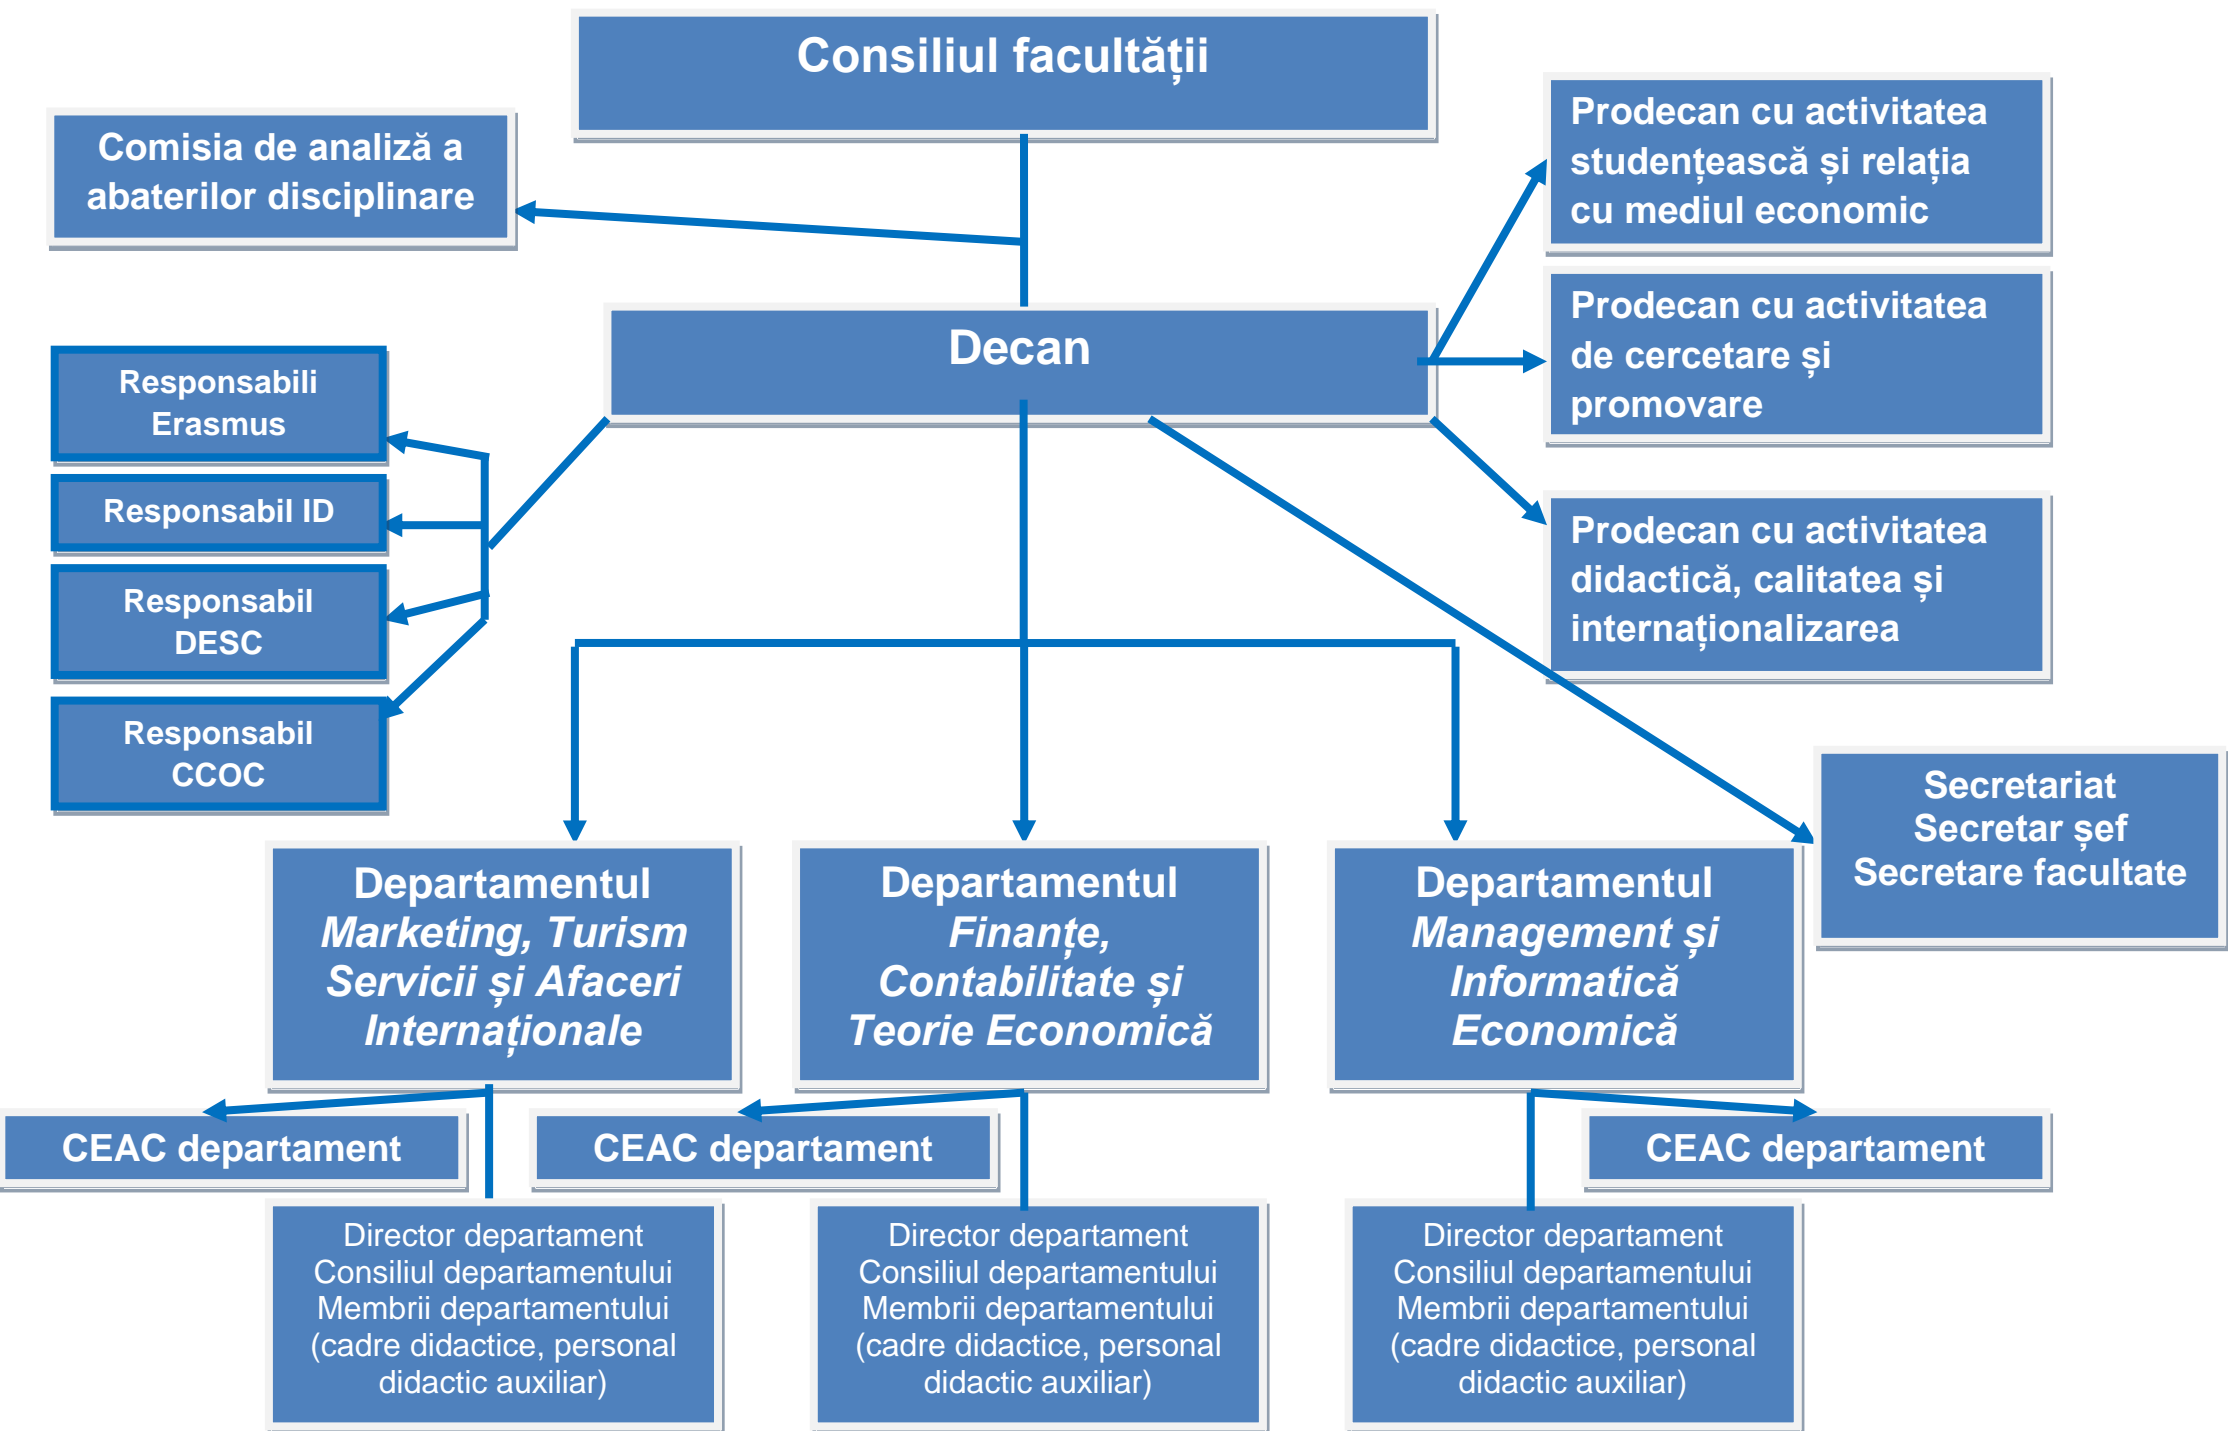 Consiliul facultății
Comisia de analiză a
abaterilor disciplinare
Prodecan cu activitatea
studențească și relația
cu mediul economic
Prodecan cu activitatea
de cercetare și
promovare
Decan
Responsabili
Erasmus
Responsabil ID
Responsabil
DESC
Responsabil
CCOC
Prodecan cu activitatea
didactică, calitatea și
internaționalizarea
Secretariat
Secretar șef
Secretare facultate
Departamentul
Marketing, Turism
Servicii și Afaceri
Internaționale
Departamentul
Finanțe,
Contabilitate și
Teorie Economică
Departamentul
Management și
Informatică
Economică
CEAC departament
CEAC departament
CEAC departament
Director departament
Consiliul departamentului
Membrii departamentului
(cadre didactice, personal
didactic auxiliar)
Director departament
Consiliul departamentului
Membrii departamentului
(cadre didactice, personal
didactic auxiliar)
Director departament
Consiliul departamentului
Membrii departamentului
(cadre didactice, personal
didactic auxiliar)